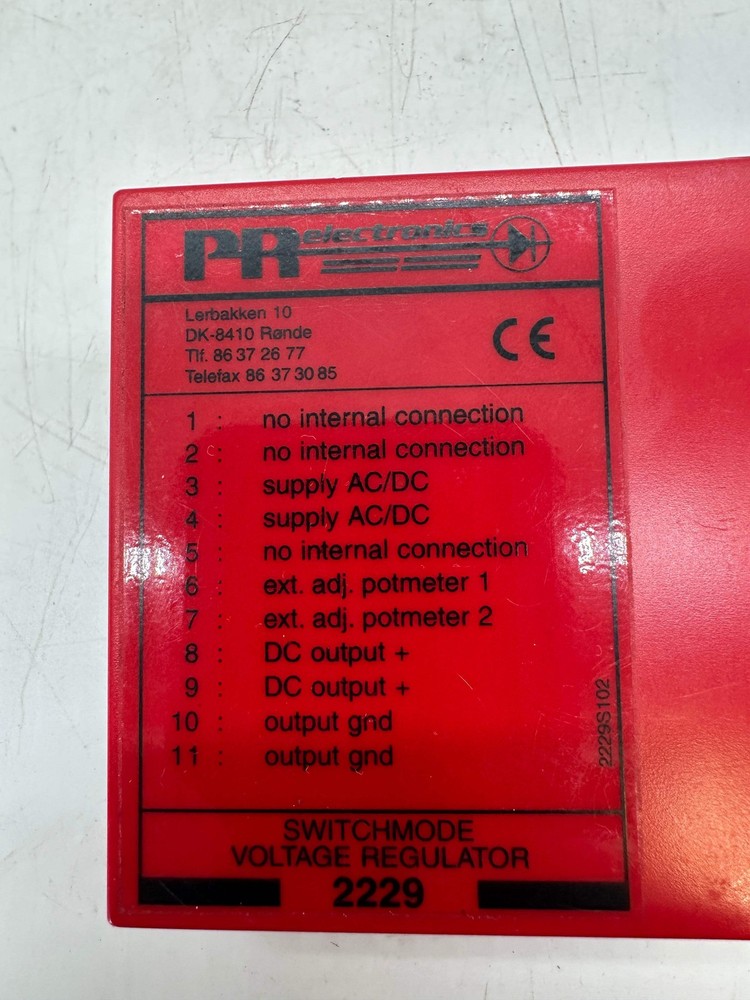 PR electronics
Lerbakken 10
DK-8410 Rønde
Tlf. 86 37 26 77
Telefax 86 37 30 85
CE
1 : no internal connection
2 : no internal connection
3 : supply AC/DC
4 : supply AC/DC
5 : no internal connection
6 : ext. adj. potmeter 1
7 : ext. adj. potmeter 2
8 : DC output +
9 : DC output +
10 : output gnd
11 : output gnd
2229S102
SWITCHMODE
VOLTAGE REGULATOR
2229